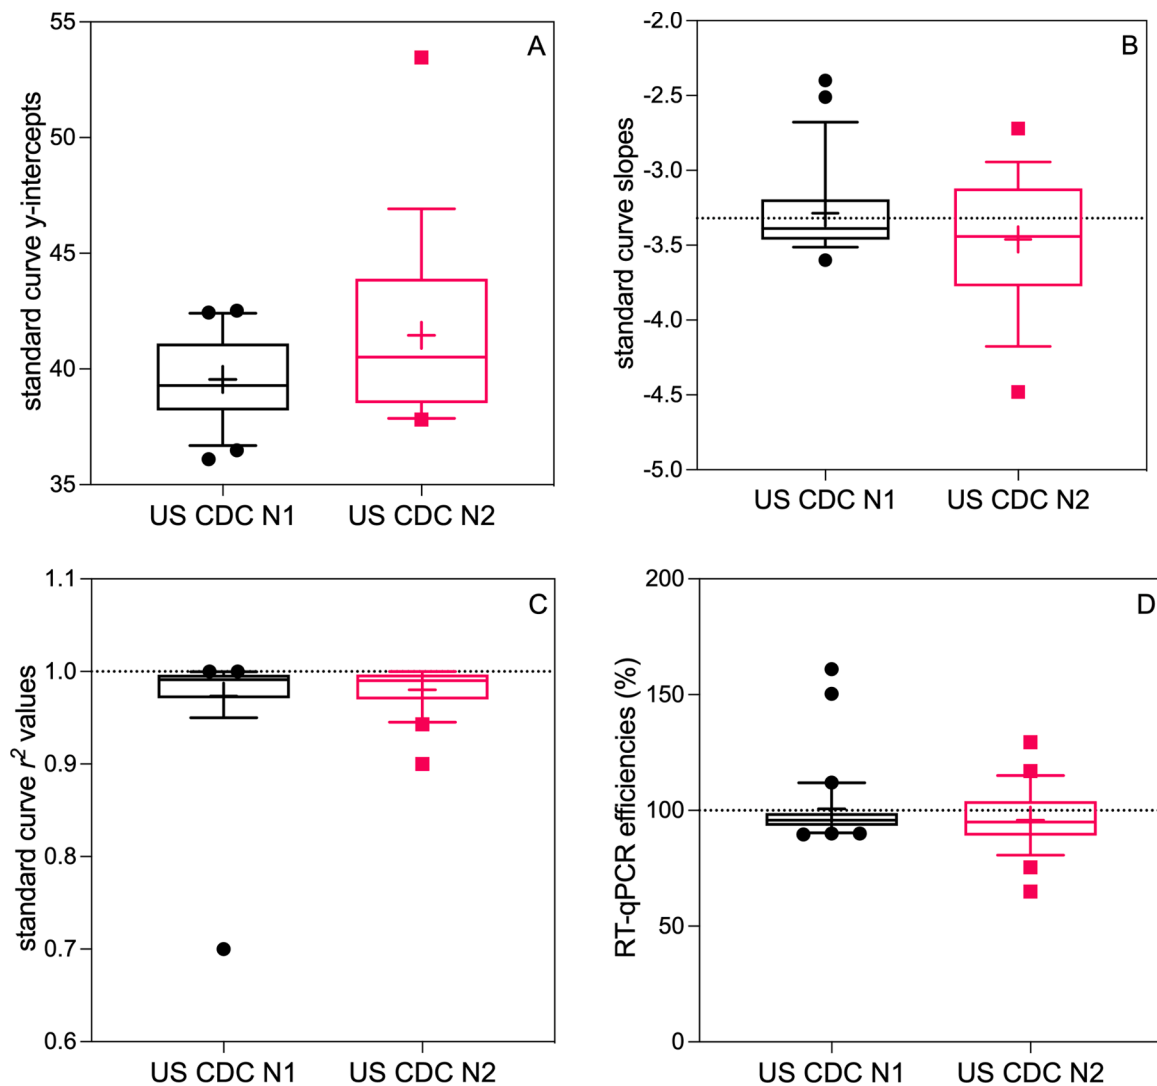 A
55
50
45
40
35
standard curve y-intercepts
US CDC N1
US CDC N2
B
-2.0
-2.5
-3.0
-3.5
-4.0
-4.5
-5.0
standard curve slopes
US CDC N1
US CDC N2
C
1.1
1.0
0.9
0.8
0.7
0.6
standard curve r² values
US CDC N1
US CDC N2
D
200
150
100
50
0
RT-qPCR efficiencies (%)
US CDC N1
US CDC N2